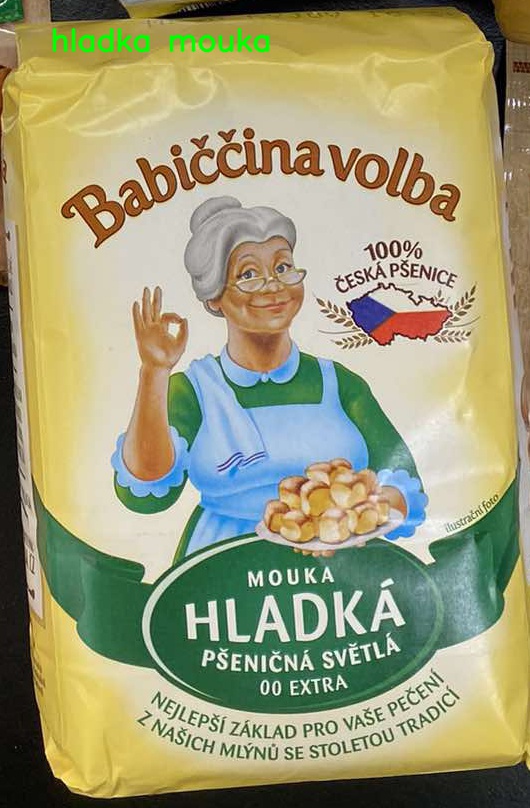 hladka mouka
Babiččina volba
100%
ČESKÁ PŠENICE
ilustrační foto
MOUKA
HLADKÁ
PŠENIČNÁ SVĚTLÁ
00 EXTRA
NEJLEPŠÍ ZÁKLAD PRO VAŠE PEČENÍ
Z NAŠICH MLÝNŮ SE STOLETOU TRADICÍ